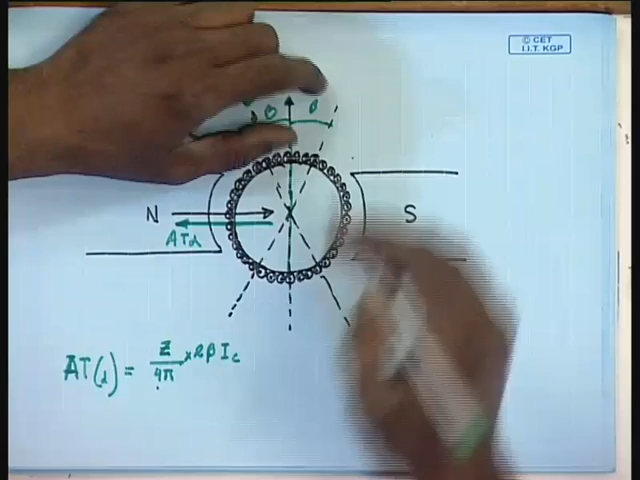 © CET
I.I.T. KGP
θ β
N S
ATd
AT(d) = Z/4π × 2β Ic